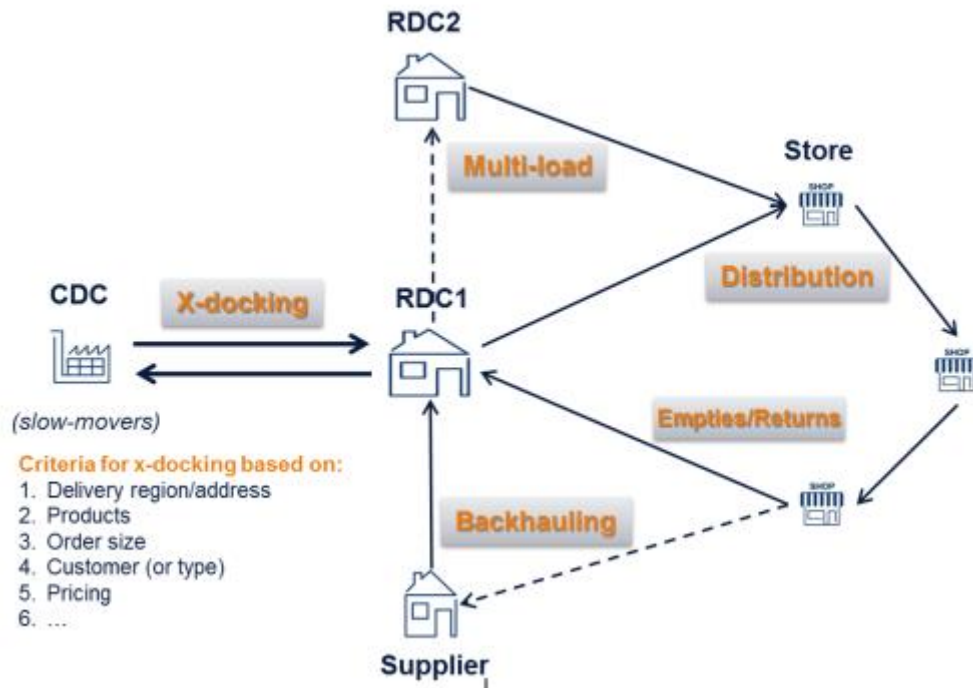 RDC2
Multi-load
Store
SHOP
Distribution
CDC
X-docking
RDC1
SHOP
(slow-movers)
Empties/Returns
Criteria for x-docking based on:
1. Delivery region/address
2. Products
3. Order size
4. Customer (or type)
5. Pricing
6. ...
SHOP
Backhauling
Supplier